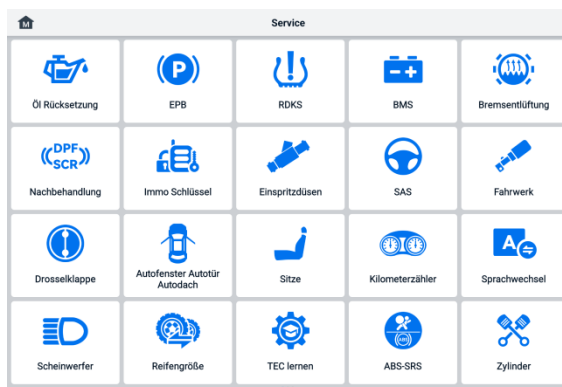 M
Service
Öl Rücksetzung
EPB
RDKS
BMS
Bremsentlüftung
DPF
SCR
Nachbehandlung
Immo Schlüssel
Einspritzdüsen
SAS
Fahrwerk
Drosselklappe
Autofenster Autotür
Autodach
Sitze
Kilometerzähler
A
Sprachwechsel
Scheinwerfer
Reifengröße
TEC lernen
ABS
ABS-SRS
Zylinder
P